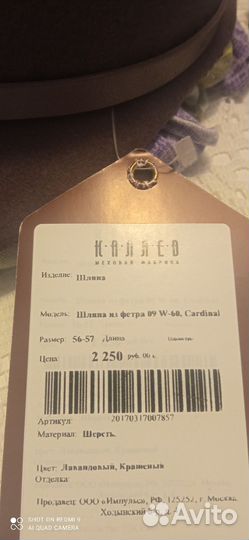 КАЛЯЕВ
МЕХОВАЯ ФАБРИКА
Изделие: Шляпа
Модель: Шляпа из фетра 09 W-60, Cardinal
Размер: 56-57 Длина
Цена: 2 250 руб. 00 к.
Артикул: 20170317007857
Материал: Шерсть.
Цвет: Лавандовый, Крашеный
Отделка
Продавец: ООО «Импульс», РФ, 125252, г. Москва,
Ходынский
SHOT ON REDMI 9
AI QUAD CAMERA
Avito